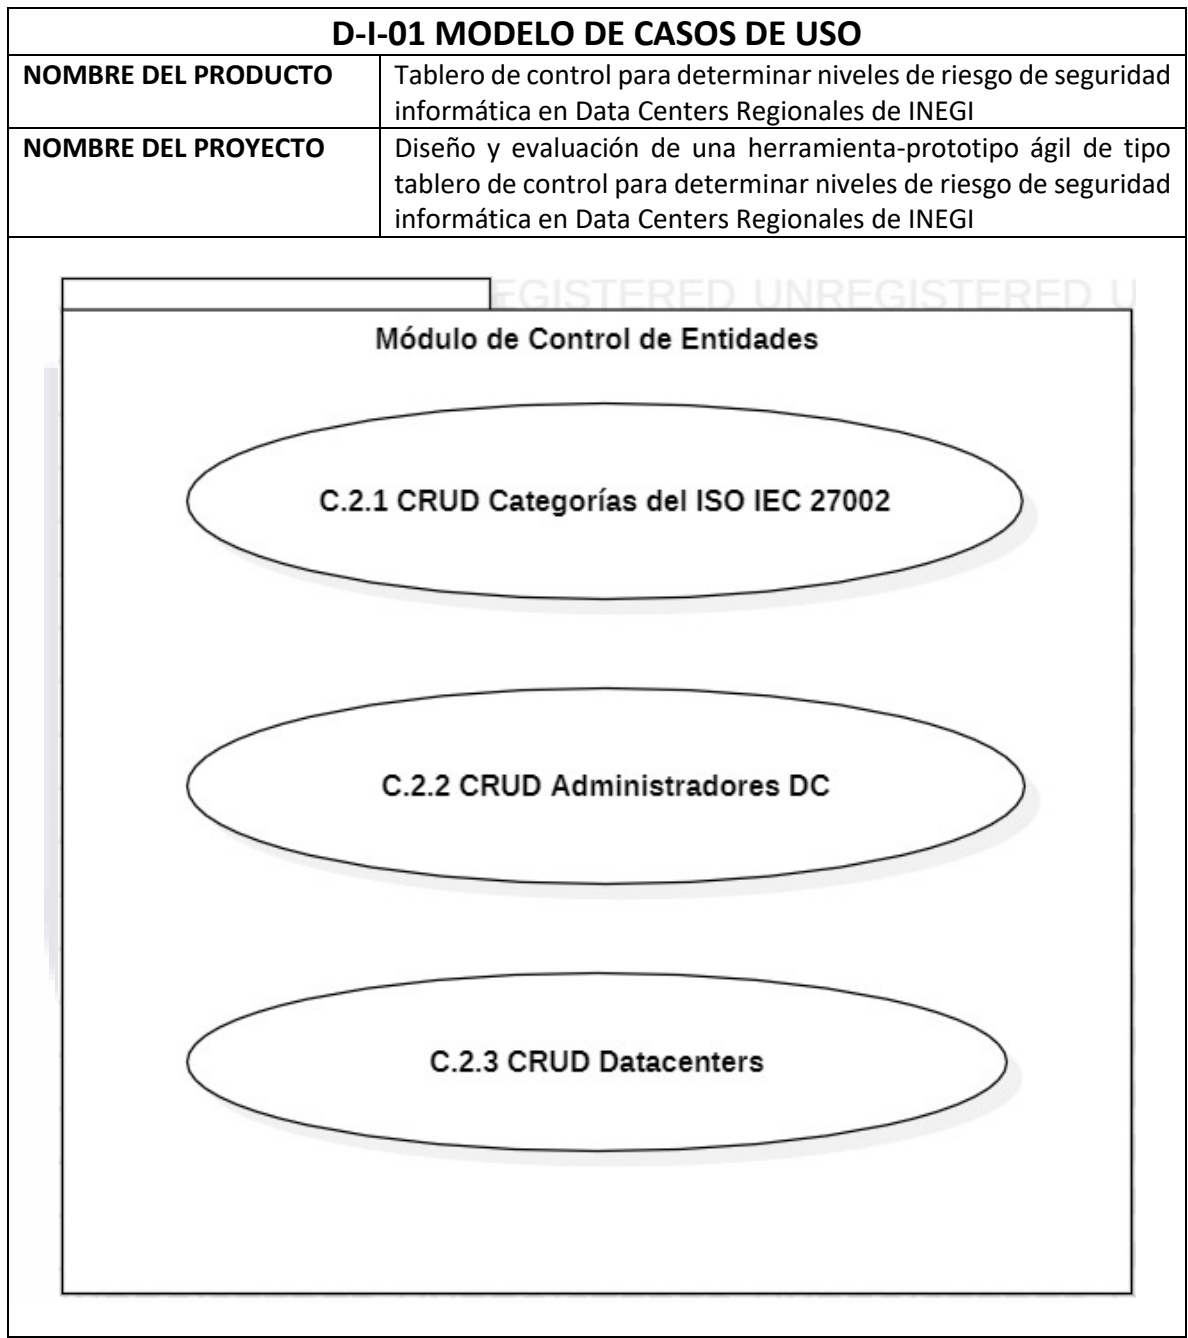 D-I-01 MODELO DE CASOS DE USO
NOMBRE DEL PRODUCTO
Tablero de control para determinar niveles de riesgo de seguridad
informática en Data Centers Regionales de INEGI
NOMBRE DEL PROYECTO
Diseño y evaluación de una herramienta-prototipo ágil de tipo
tablero de control para determinar niveles de riesgo de seguridad
informática en Data Centers Regionales de INEGI
EGISTERED UNREGISTERED U
Módulo de Control de Entidades
C.2.1 CRUD Categorías del ISO IEC 27002
C.2.2 CRUD Administradores DC
C.2.3 CRUD Datacenters